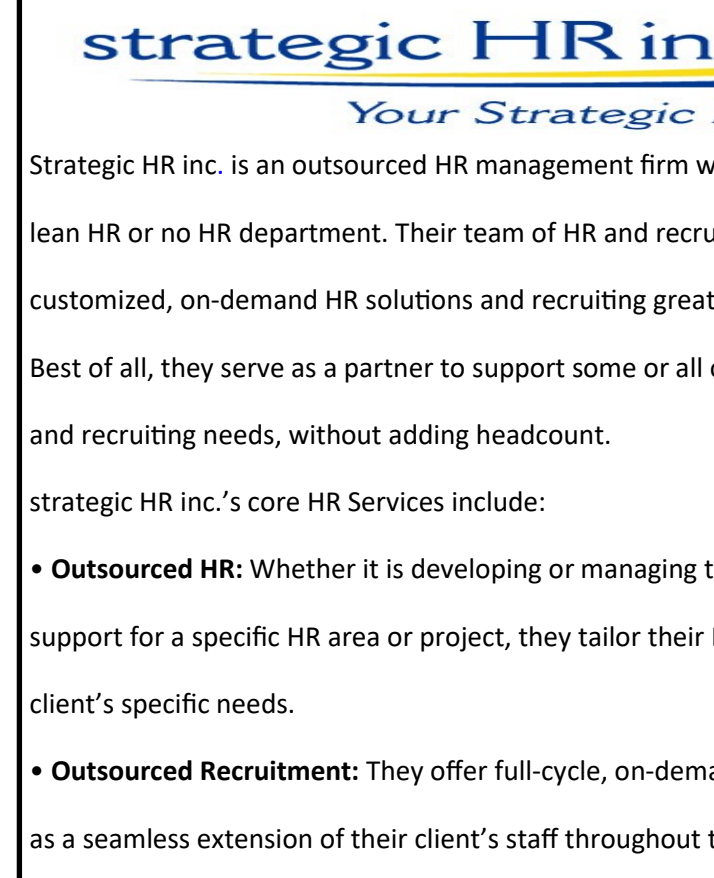 strategic HR in
Your Strategic
Strategic HR inc. is an outsourced HR management firm
lean HR or no HR department. Their team of HR and
customized, on-demand HR solutions and recruiting great
Best of all, they serve as a partner to support some or all
and recruiting needs, without adding headcount.
strategic HR inc.’s core HR Services include:
• Outsourced HR: Whether it is developing or managing
support for a specific HR area or project, they tailor their
client’s specific needs.
• Outsourced Recruitment: They offer full-cycle,
as a seamless extension of their client’s staff throughout